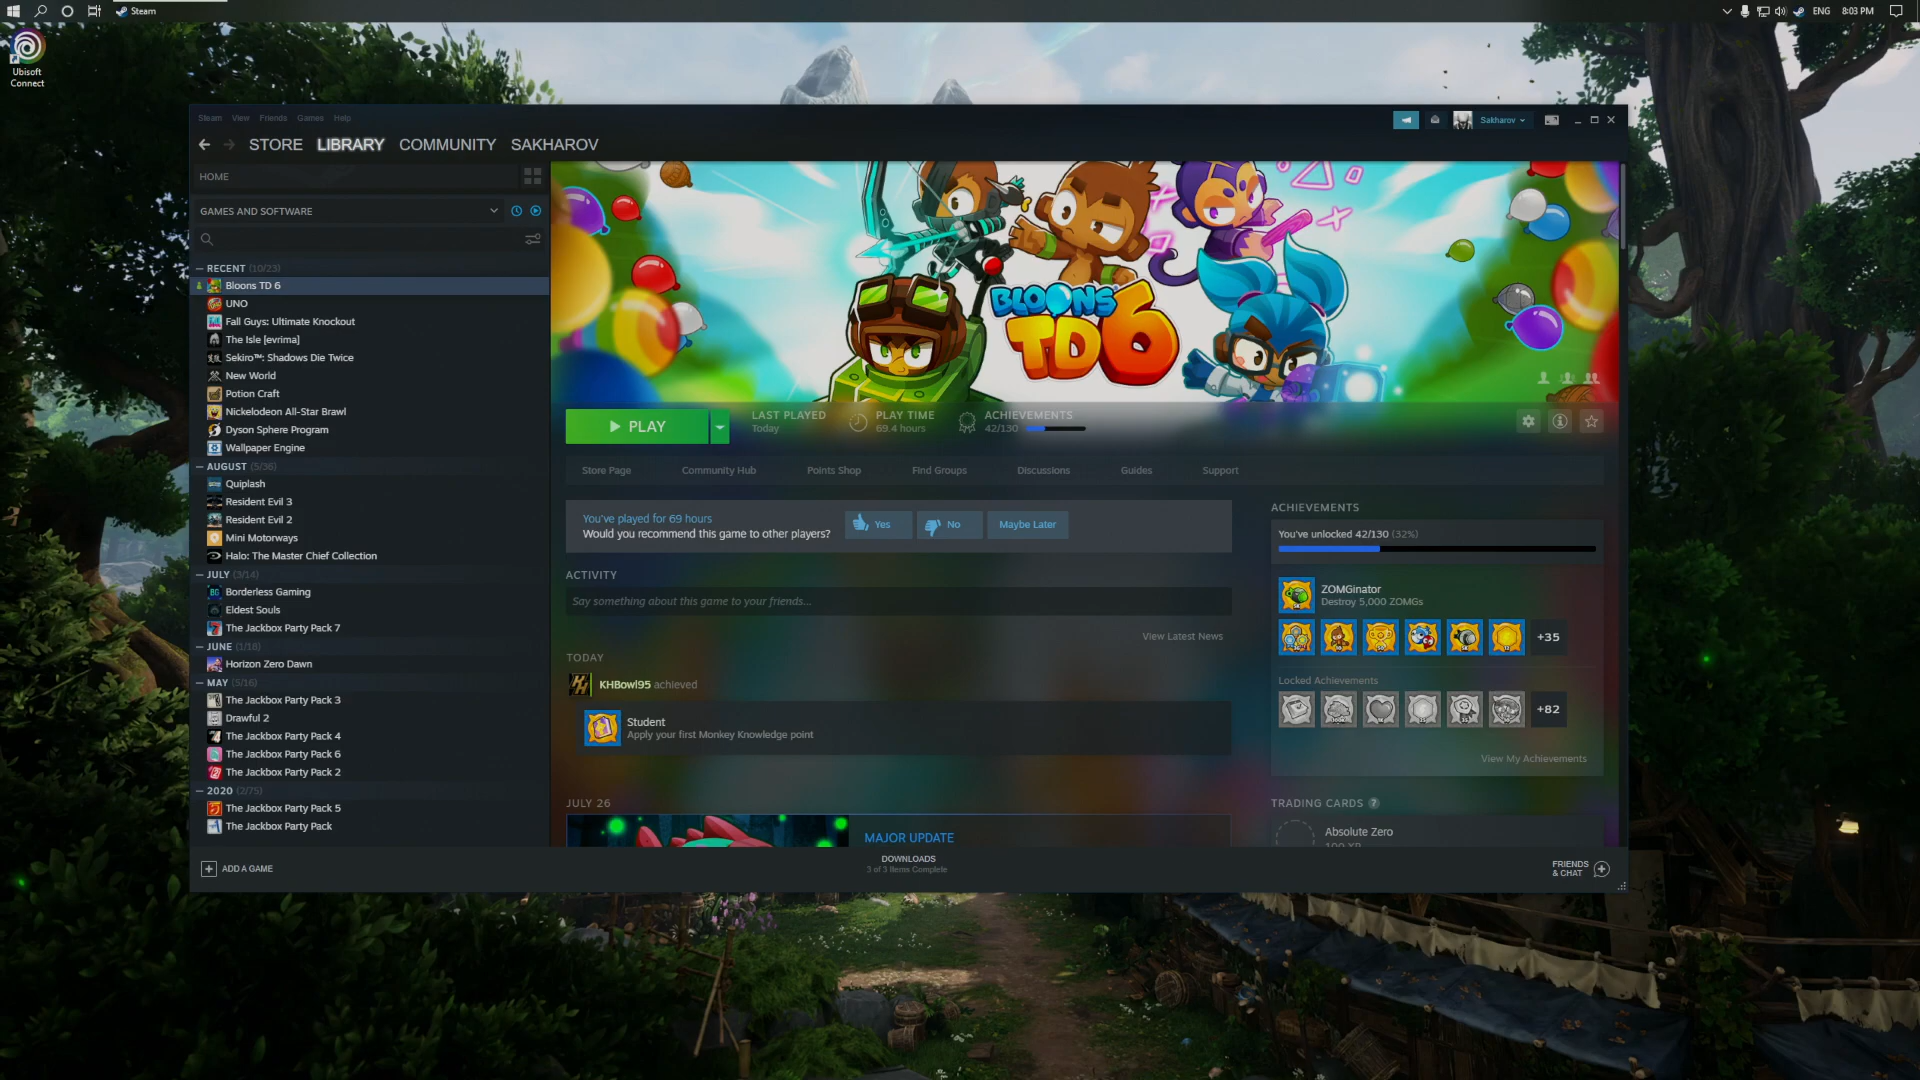 Steam
ENG
8:03 PM
Ubisoft
Connect
Steam View Friends Games Help
Sakharov
STORE LIBRARY COMMUNITY SAKHAROV
HOME
GAMES AND SOFTWARE
RECENT (10/23)
Bloons TD 6
UNO
Fall Guys: Ultimate Knockout
The Isle [evrima]
Sekiro™: Shadows Die Twice
New World
Potion Craft
Nickelodeon All-Star Brawl
Dyson Sphere Program
Wallpaper Engine
AUGUST (5/36)
Quiplash
Resident Evil 3
Resident Evil 2
Mini Motorways
Halo: The Master Chief Collection
JULY (3/14)
Borderless Gaming
Eldest Souls
The Jackbox Party Pack 7
JUNE (1/18)
Horizon Zero Dawn
MAY (5/16)
The Jackbox Party Pack 3
Drawful 2
The Jackbox Party Pack 4
The Jackbox Party Pack 6
The Jackbox Party Pack 2
2020 (2/75)
The Jackbox Party Pack 5
The Jackbox Party Pack
ADD A GAME
BLOONS
TD6
PLAY
LAST PLAYED
Today
PLAY TIME
69.4 hours
ACHIEVEMENTS
42/130
Store Page Community Hub Points Shop Find Groups Discussions Guides Support
You've played for 69 hours
Would you recommend this game to other players?
Yes
No
Maybe Later
ACTIVITY
Say something about this game to your friends...
View Latest News
TODAY
KHBowl95 achieved
Student
Apply your first Monkey Knowledge point
JULY 26
MAJOR UPDATE
ACHIEVEMENTS
You've unlocked 42/130 (32%)
ZOMGinator
Destroy 5,000 ZOMGs
+35
Locked Achievements
+82
View My Achievements
TRADING CARDS ?
Absolute Zero
100 XP
DOWNLOADS
3 of 3 Items Complete
FRIENDS
& CHAT